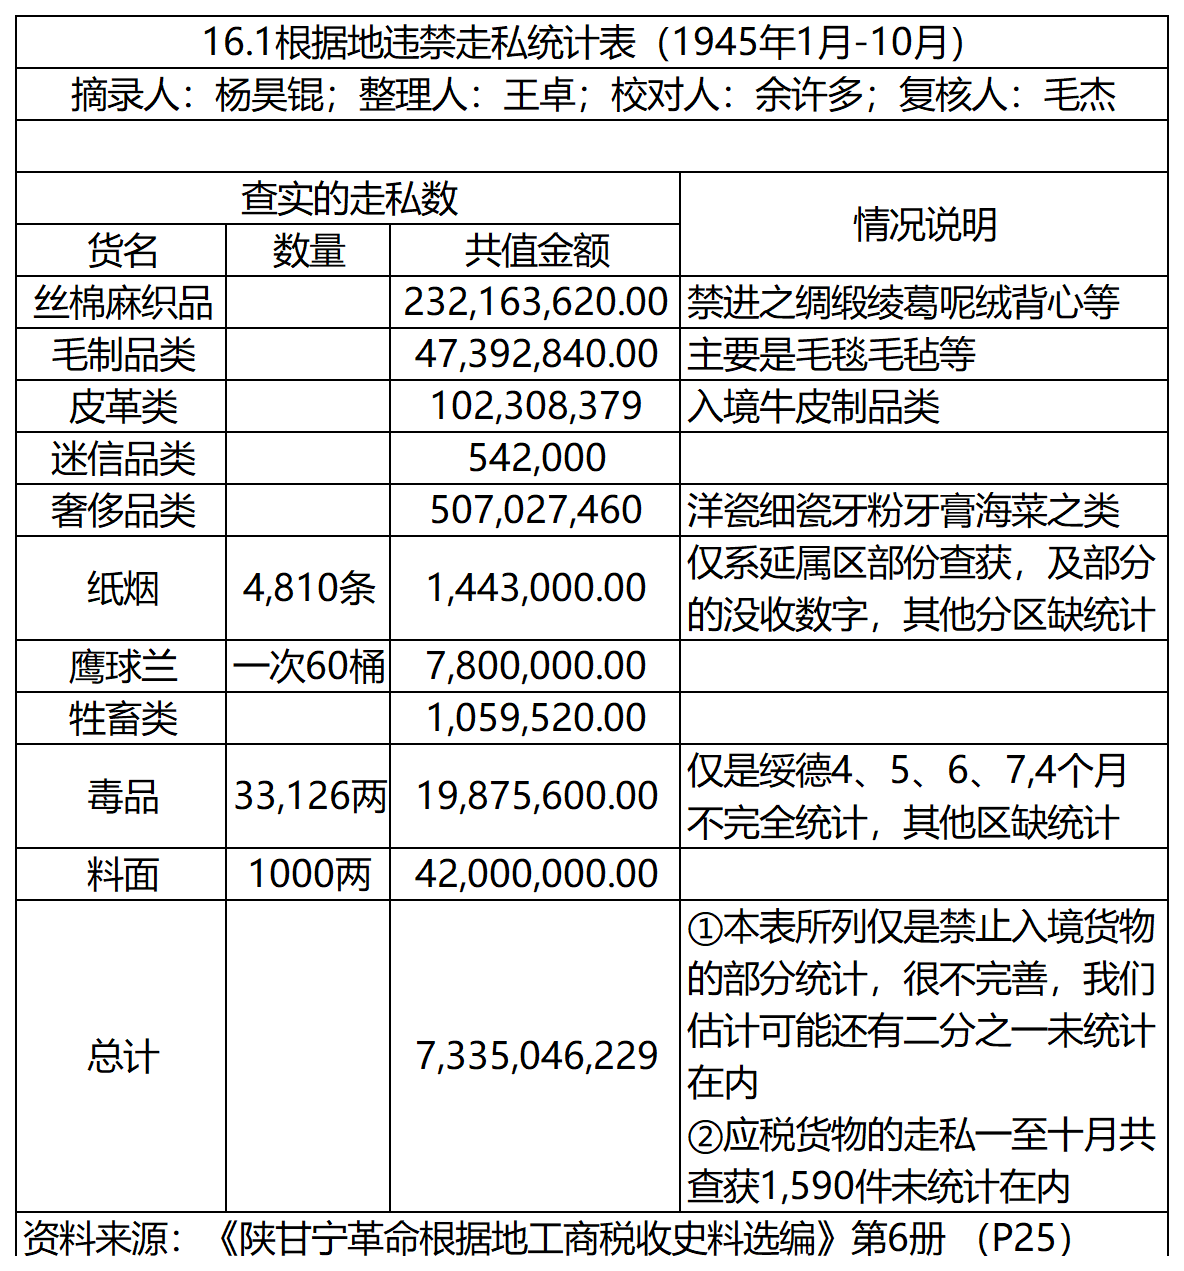 16.1根据地违禁走私统计表（1945年1月-10月）
摘录人：杨昊锟；整理人：王卓；校对人：余许多；复核人：毛杰
查实的走私数
情况说明
货名 数量 共值金额
丝棉麻织品 232,163,620.00 禁进之绸缎绫葛呢绒背心等
毛制品类 47,392,840.00 主要是毛毯毛毡等
皮革类 102,308,379 入境牛皮制品类
迷信品类 542,000
奢侈品类 507,027,460 洋瓷细瓷牙粉牙膏海菜之类
纸烟 4,810条 1,443,000.00 仅系延属区部份查获，及部分
的没收数字，其他分区缺统计
鹰球兰 一次60桶 7,800,000.00
牲畜类 1,059,520.00
毒品 33,126两 19,875,600.00 仅是绥德4、5、6、7,4个月
不完全统计，其他区缺统计
料面 1000两 42,000,000.00
总计 7,335,046,229 ①本表所列仅是禁止入境货物
的部分统计，很不完善，我们
估计可能还有二分之一未统计
在内
②应税货物的走私一至十月共
查获1,590件未统计在内
资料来源：《陕甘宁革命根据地工商税收史料选编》第6册 （P25）